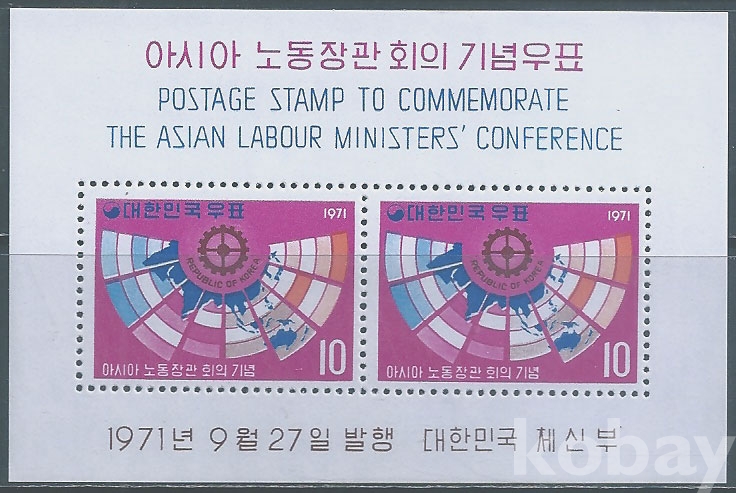 아시아 노동장관 회의 기념우표
POSTAGE STAMP TO COMMEMORATE
THE ASIAN LABOUR MINISTERS' CONFERENCE
대한민국우표 1971
REPUBLIC OF KOREA
아시아 노동장관 회의 기념 10
대한민국우표 1971
REPUBLIC OF KOREA
아시아 노동장관 회의 기념 10
1971년 9월 27일 발행 대한민국 체신부
kobay